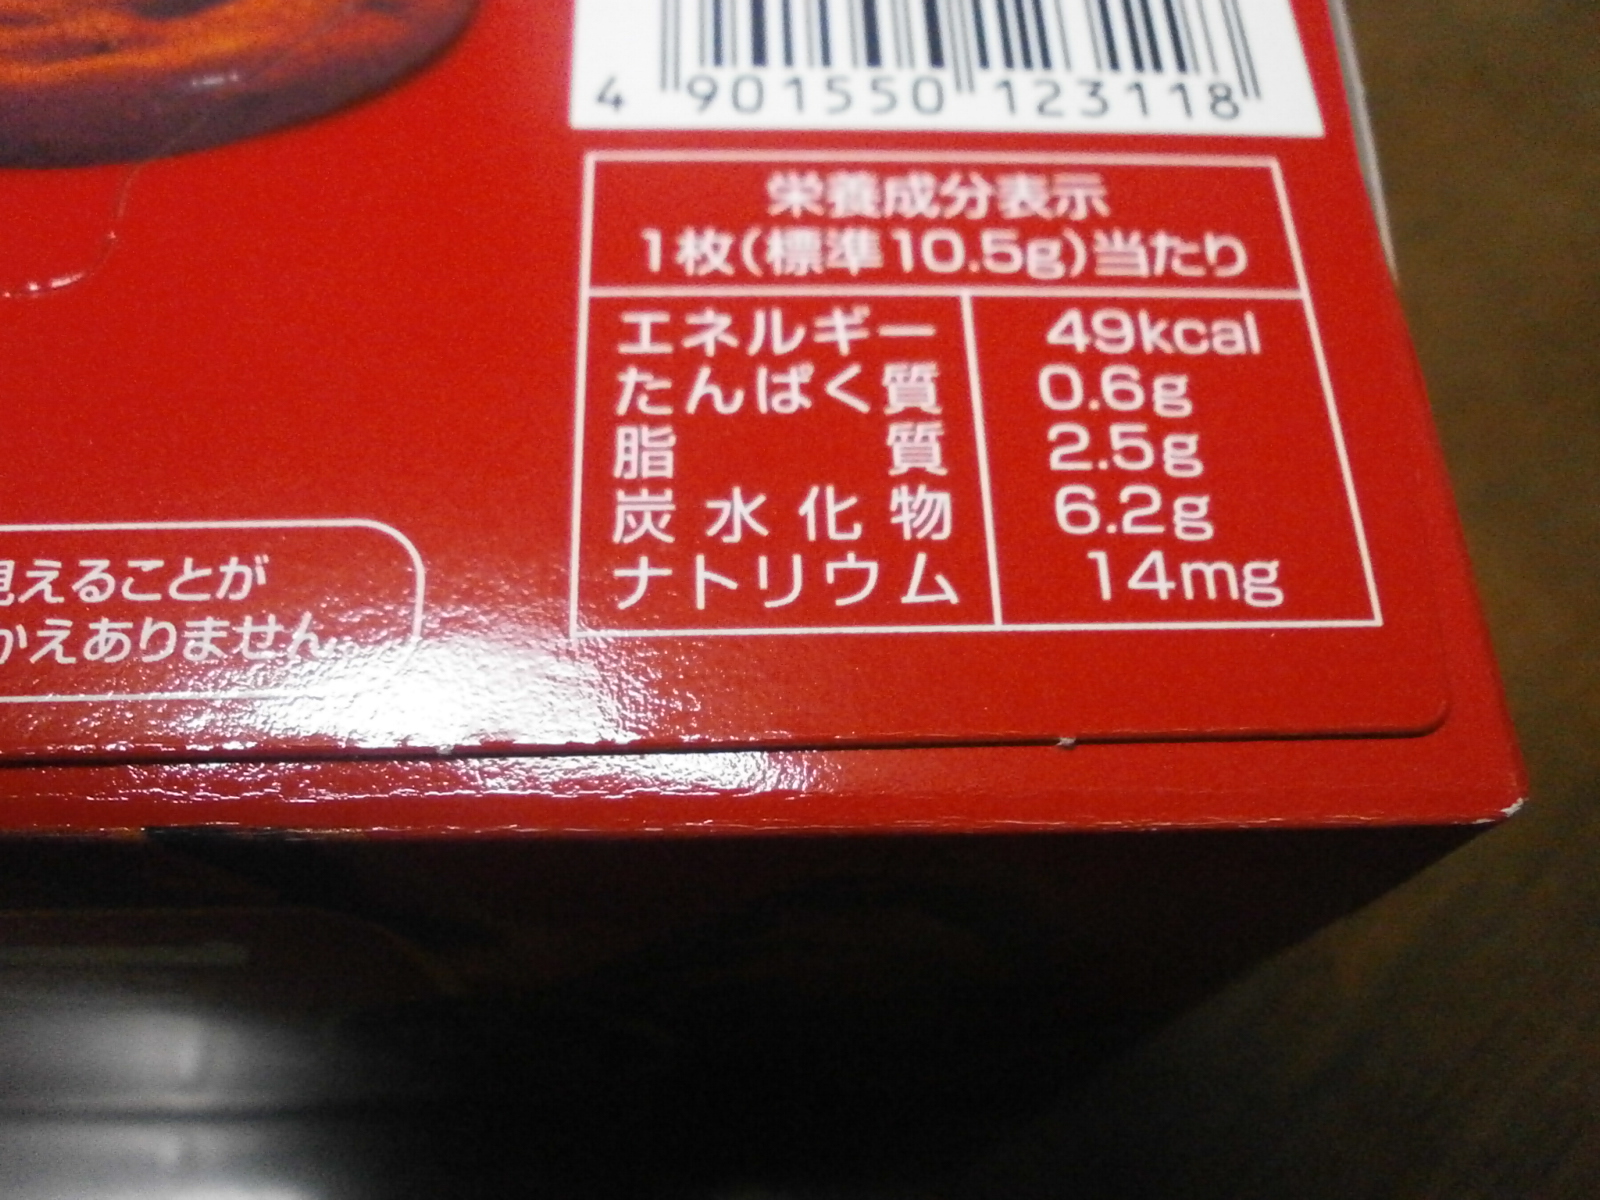 4 901550 123118
栄養成分表示
1枚(標準10.5g)当たり
エネルギー 49kcal
たんぱく質 0.6g
脂質 2.5g
炭水化物 6.2g
ナトリウム 14mg
見えることが
かえありません。